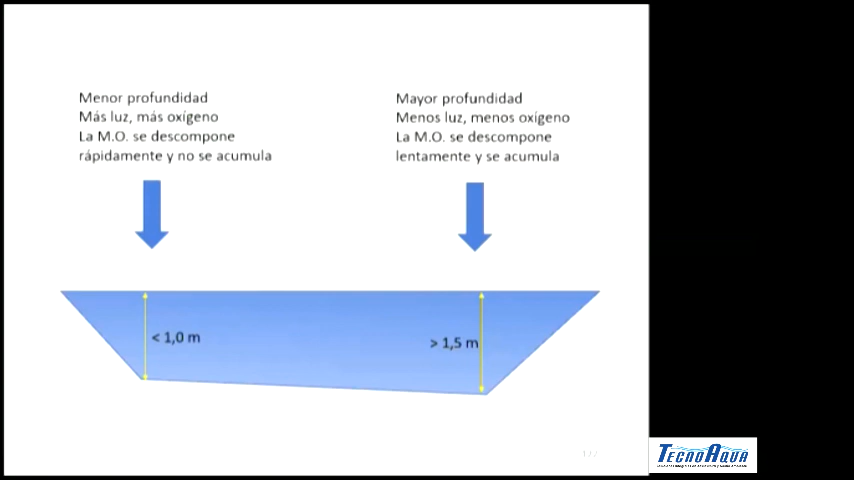 Menor profundidad
Más luz, más oxígeno
La M.O. se descompone
rápidamente y no se acumula
Mayor profundidad
Menos luz, menos oxígeno
La M.O. se descompone
lentamente y se acumula
< 1,0 m
> 1,5 m
TECNOAQUA